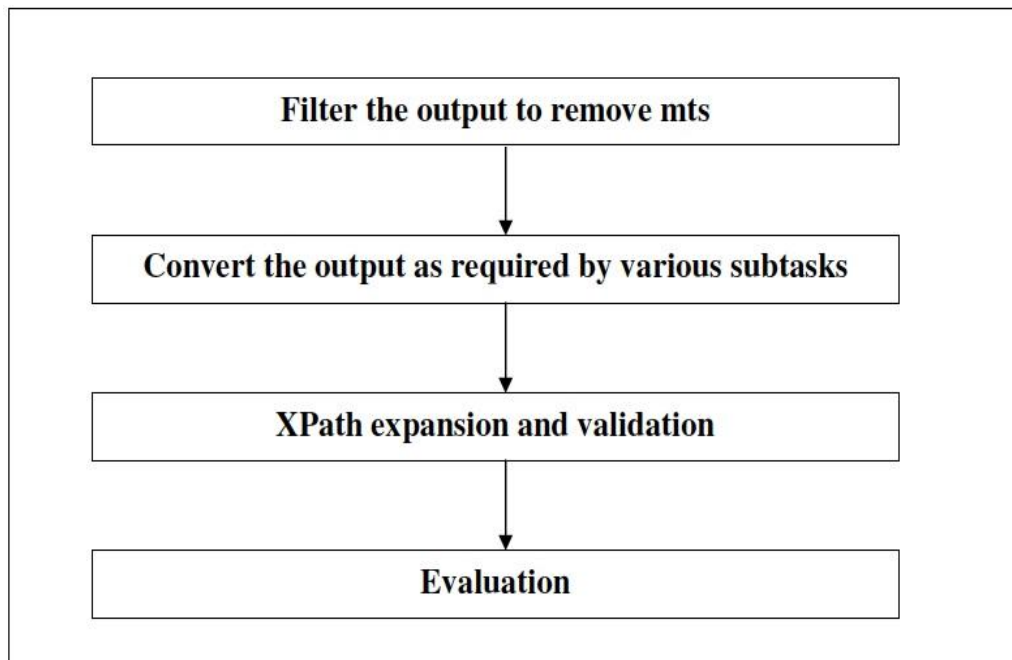 Filter the output to remove mts
Convert the output as required by various subtasks
XPath expansion and validation
Evaluation